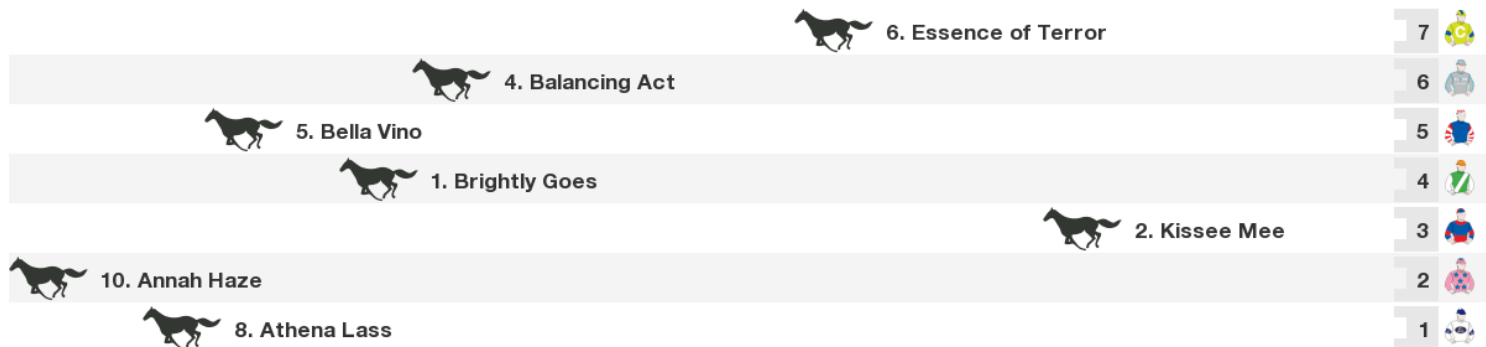 6. Essence of Terror 7
4. Balancing Act 6
5. Bella Vino 5
1. Brightly Goes 4
2. Kissee Mee 3
10. Annah Haze 2
8. Athena Lass 1